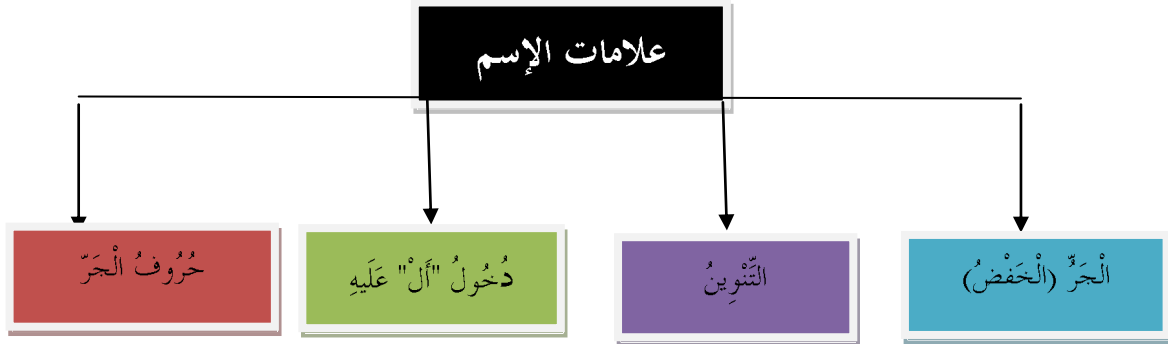 علامات الإسم
الْجَرُّ (الْخَفْضُ)
التَّنْوِينُ
دُخُولُ "أَلْ" عَلَيهِ
حُرُوفُ الْجَرّ